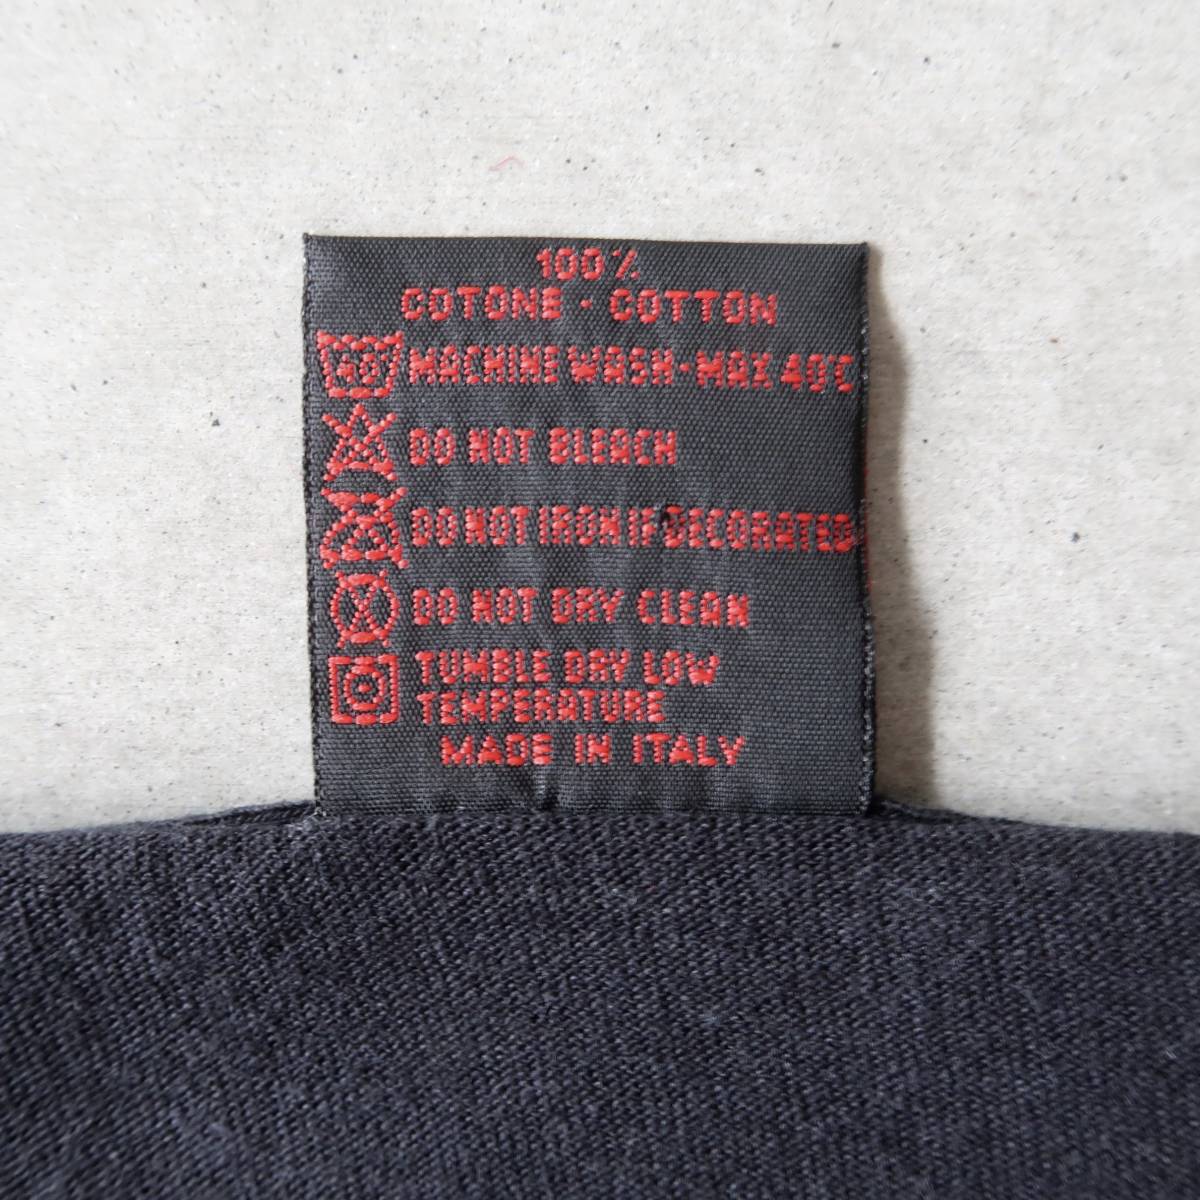 100%
COTONE · COTTON
40 MACHINE WASH-MAX 40°C
DO NOT BLEACH
DO NOT IRON IF DECORATED
DO NOT DRY CLEAN
TUMBLE DRY LOW
TEMPERATURE
MADE IN ITALY